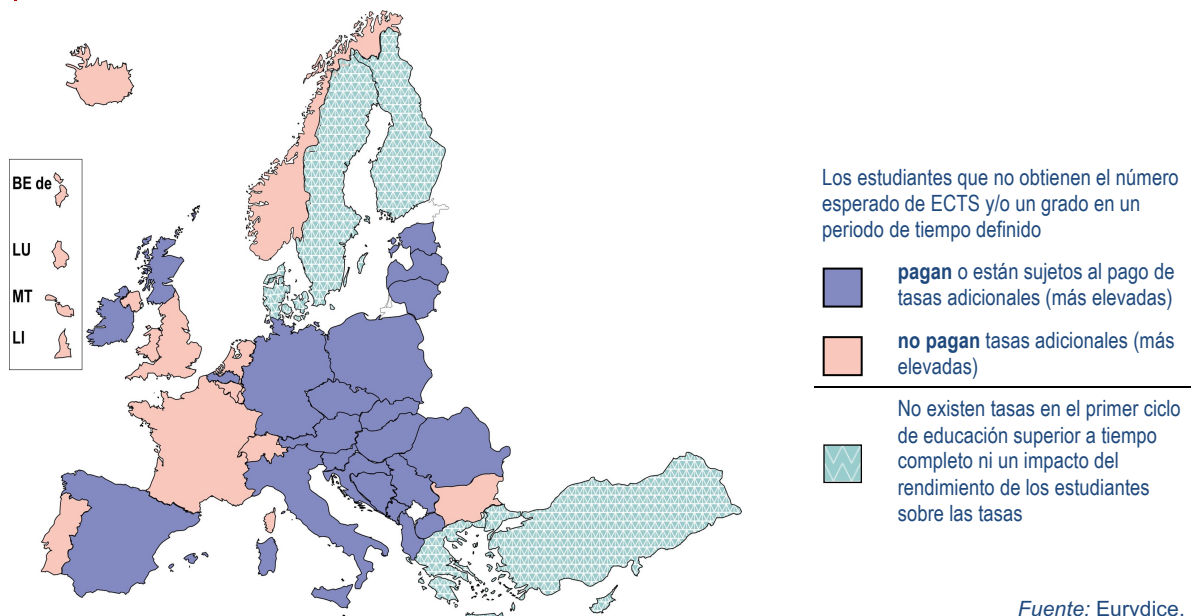 BE de
LU
MT
LI
Los estudiantes que no obtienen el número
esperado de ECTS y/o un grado en un
periodo de tiempo definido
pagan o están sujetos al pago de
tasas adicionales (más elevadas)
no pagan tasas adicionales (más
elevadas)
No existen tasas en el primer ciclo
de educación superior a tiempo
completo ni un impacto del
rendimiento de los estudiantes
sobre las tasas
Fuente: Eurydice.